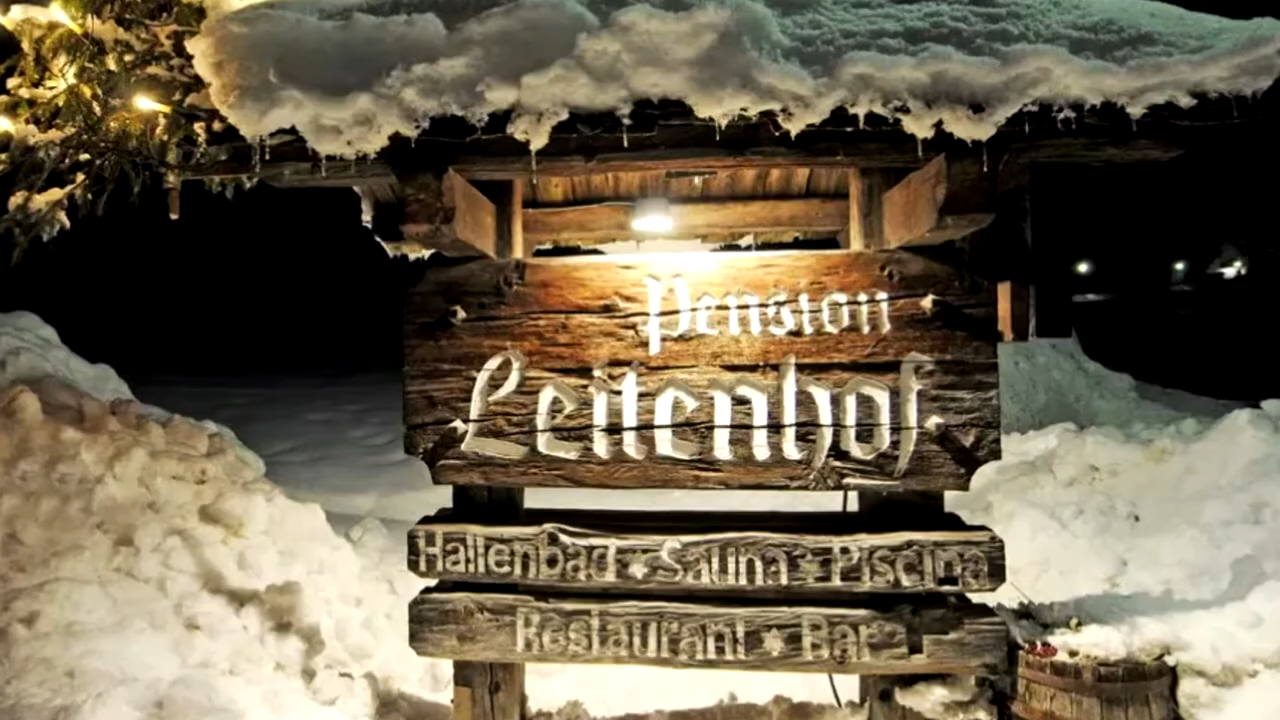 Pension
Leitenhof
Hallenbad * Sauna * Piscina
Restaurant * Bar